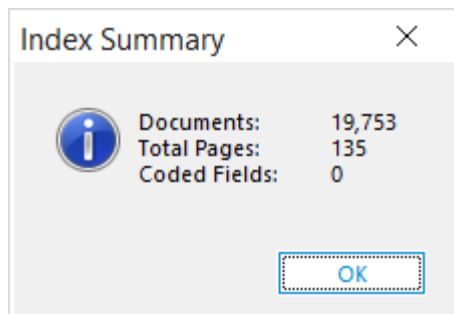 Index Summary
Documents: 19,753
Total Pages: 135
Coded Fields: 0
OK